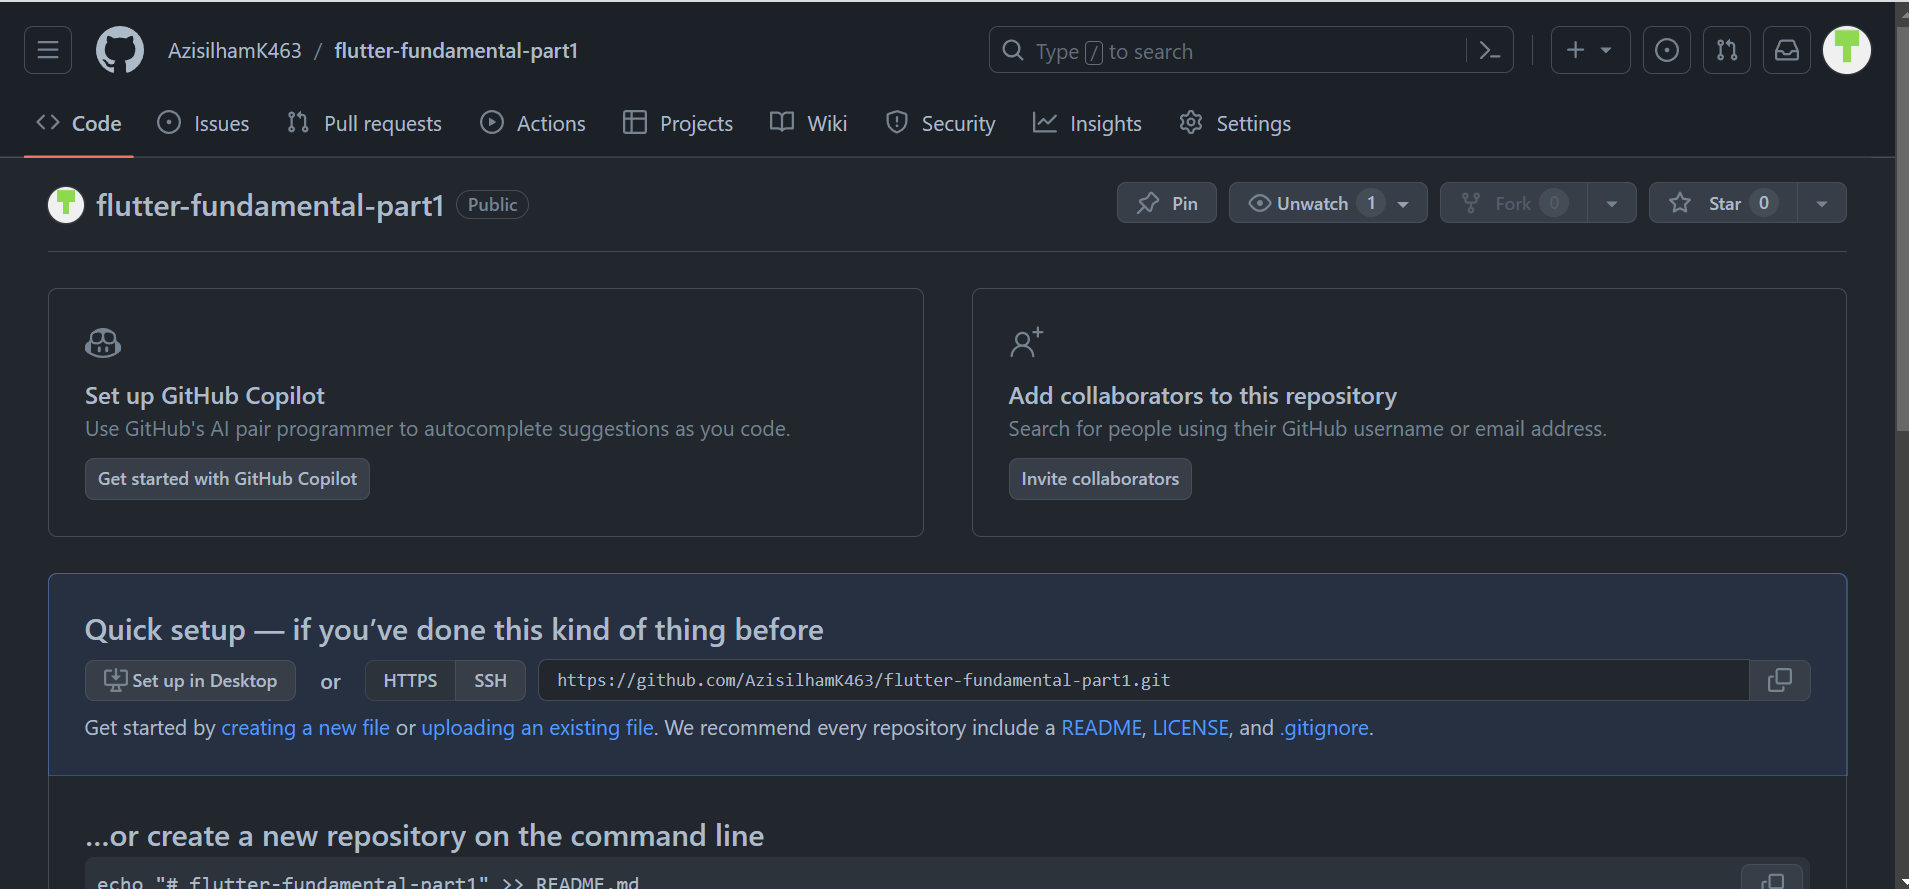 AzisilhamK463 / flutter-fundamental-part1
Type / to search
Code Issues Pull requests Actions Projects Wiki Security Insights Settings
flutter-fundamental-part1 Public
Pin Unwatch 1 Fork 0 Star 0
Set up GitHub Copilot
Use GitHub's AI pair programmer to autocomplete suggestions as you code.
Get started with GitHub Copilot
Add collaborators to this repository
Search for people using their GitHub username or email address.
Invite collaborators
Quick setup — if you’ve done this kind of thing before
Set up in Desktop or HTTPS SSH https://github.com/AzisilhamK463/flutter-fundamental-part1.git
Get started by creating a new file or uploading an existing file. We recommend every repository include a README, LICENSE, and .gitignore.
…or create a new repository on the command line
echo "# flutter-fundamental-part1" >> README.md